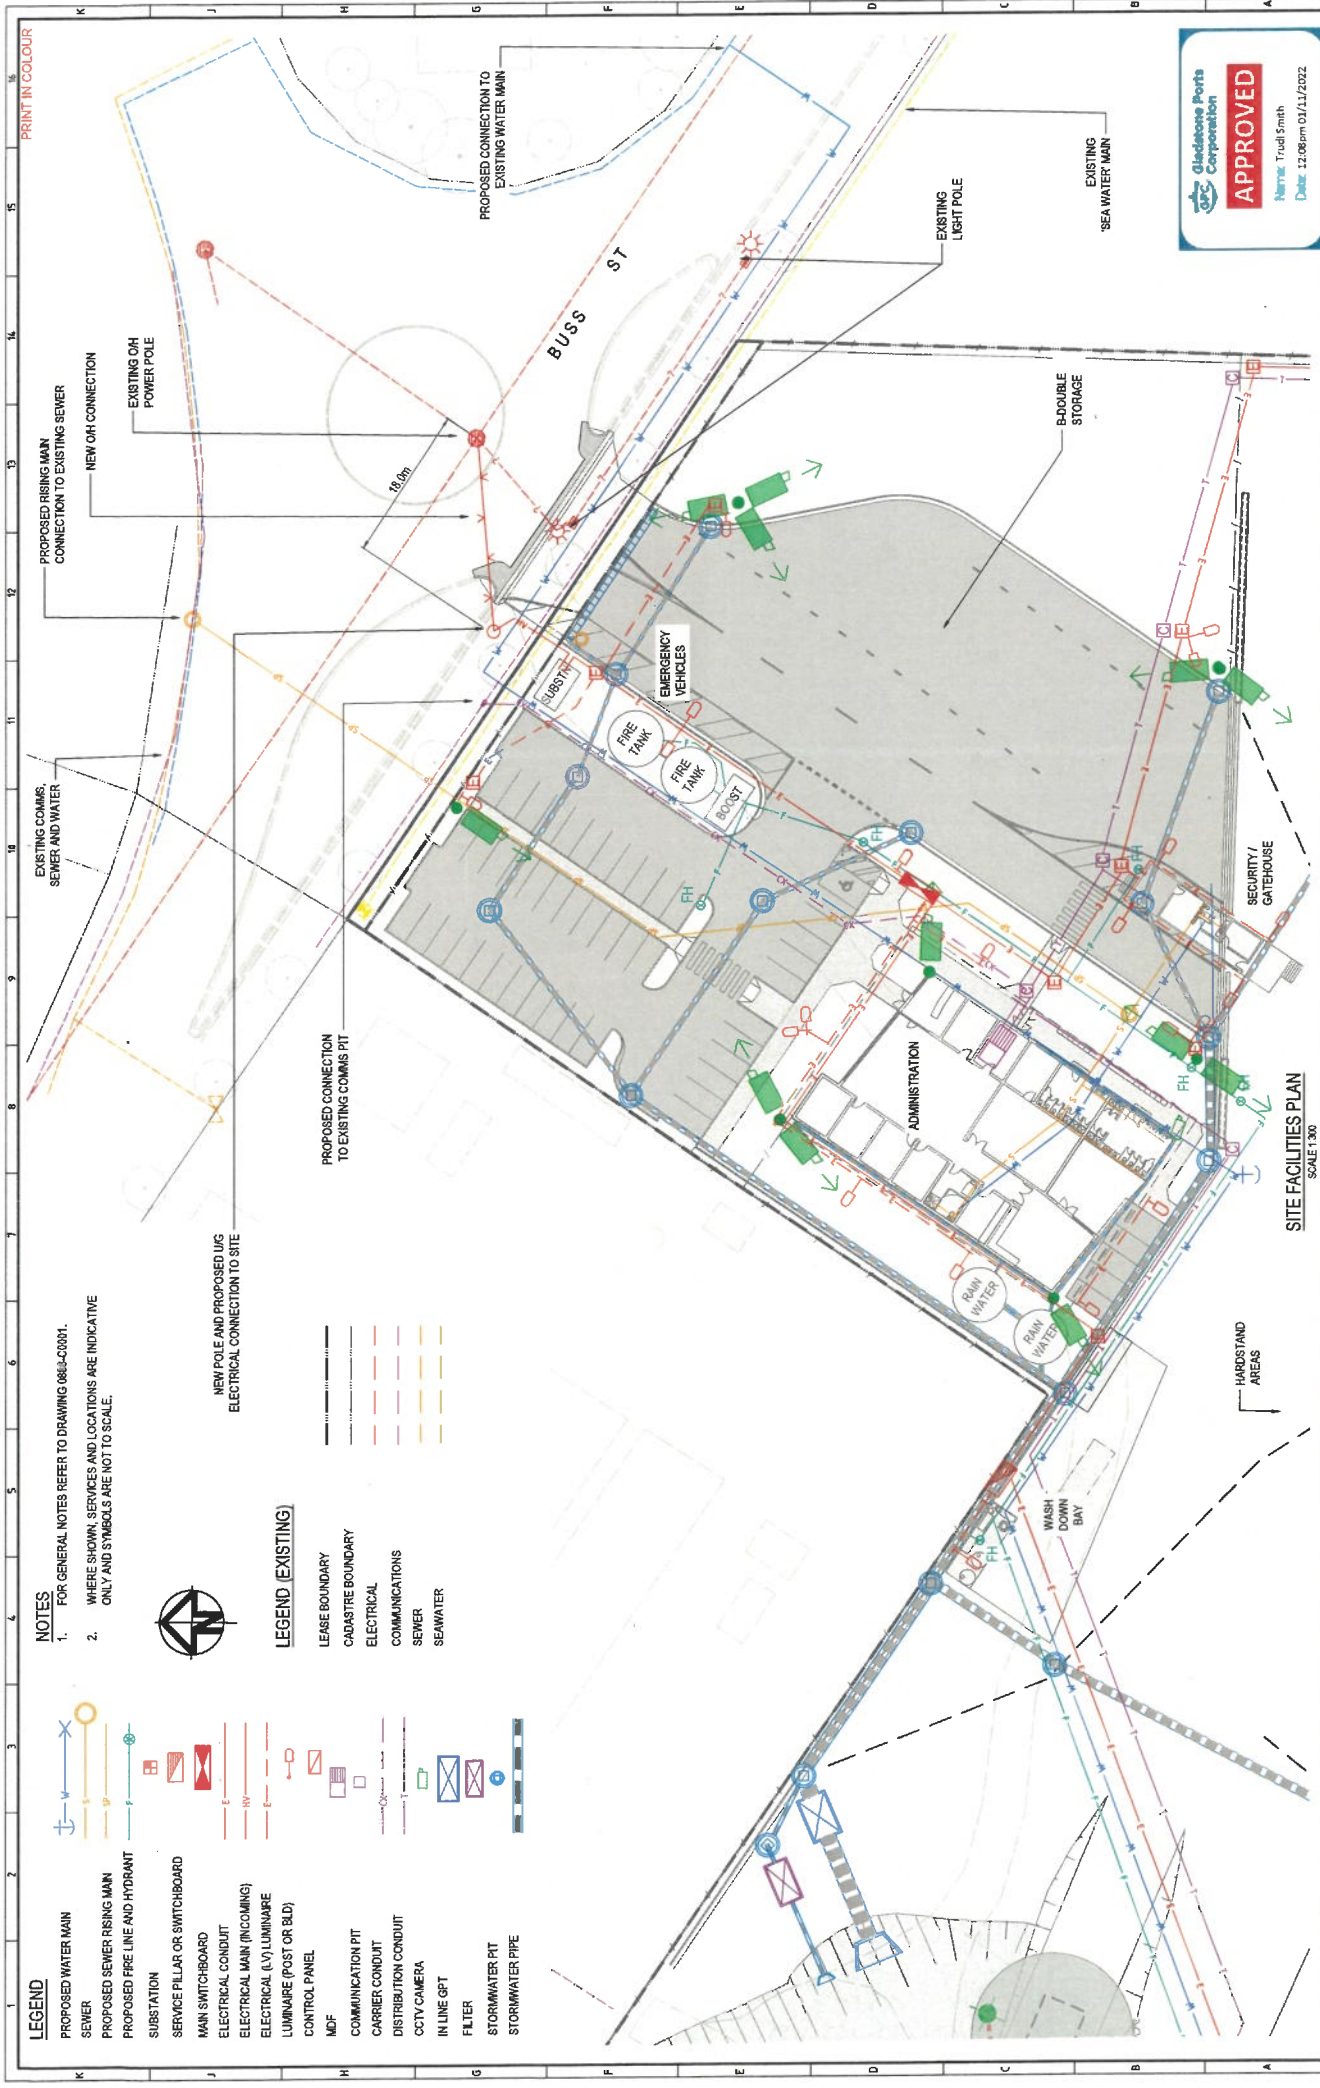 PRINT IN COLOUR
LEGEND
PROPOSED WATER MAIN
SEWER
PROPOSED SEWER RISING MAIN
PROPOSED FIRE LINE AND HYDRANT
SUBSTATION
SERVICE PILLAR OR SWITCHBOARD
MAIN SWITCHBOARD
ELECTRICAL CONDUIT
ELECTRICAL MAIN (INCOMING)
ELECTRICAL (LV) LUMINAIRE
LUMINAIRE (POST OR BLD)
CONTROL PANEL
MDF
COMMUNICATION PIT
CARRIER CONDUIT
DISTRIBUTION CONDUIT
CCTV CAMERA
IN LINE GPT
FILTER
STORMWATER PIT
STORMWATER PIPE
NOTES
1. FOR GENERAL NOTES REFER TO DRAWING
2. WHERE SHOWN, SERVICES AND LOCATIONS ARE INDICATIVE
ONLY AND SYMBOLS ARE NOT TO SCALE.
N
LEGEND (EXISTING)
LEASE BOUNDARY
CADASTRE BOUNDARY
ELECTRICAL
COMMUNICATIONS
SEWER
SEAWATER
EXISTING COMMS,
SEWER AND WATER
PROPOSED RISING MAIN
CONNECTION TO EXISTING SEWER
NEW O/H CONNECTION
EXISTING O/H
POWER POLE
NEW POLE AND PROPOSED U/G
ELECTRICAL CONNECTION TO SITE
PROPOSED CONNECTION
TO EXISTING COMMS PIT
18.0m
PROPOSED CONNECTION TO
EXISTING WATER MAIN
BUSS ST
EXISTING
LIGHT POLE
EXISTING
'SEA WATER' MAIN
SUBSTN
FIRE
TANK
FIRE
TANK
BOOST
EMERGENCY
VEHICLES
B-DOUBLE
STORAGE
FH
FH
FH
FH
FH
ADMINISTRATION
RAIN
WATER
RAIN
WATER
SECURITY /
GATEHOUSE
WASH
DOWN
BAY
HARDSTAND
AREAS
SITE FACILITIES PLAN
SCALE 1:300
Gladstone Ports
Corporation
GPC
APPROVED
Name: Trudi Smith
Date: 12:06pm 01/11/2022